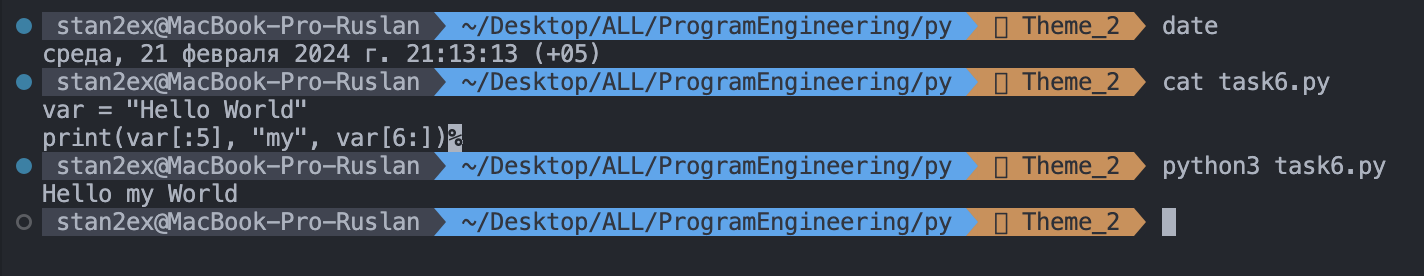 stan2ex@MacBook-Pro-Ruslan ~/Desktop/ALL/ProgramEngineering/py Theme_2 date
среда, 21 февраля 2024 г. 21:13:13 (+05)
stan2ex@MacBook-Pro-Ruslan ~/Desktop/ALL/ProgramEngineering/py Theme_2 cat task6.py
var = "Hello World"
print(var[:5], "my", var[6:])%
stan2ex@MacBook-Pro-Ruslan ~/Desktop/ALL/ProgramEngineering/py Theme_2 python3 task6.py
Hello my World
stan2ex@MacBook-Pro-Ruslan ~/Desktop/ALL/ProgramEngineering/py Theme_2